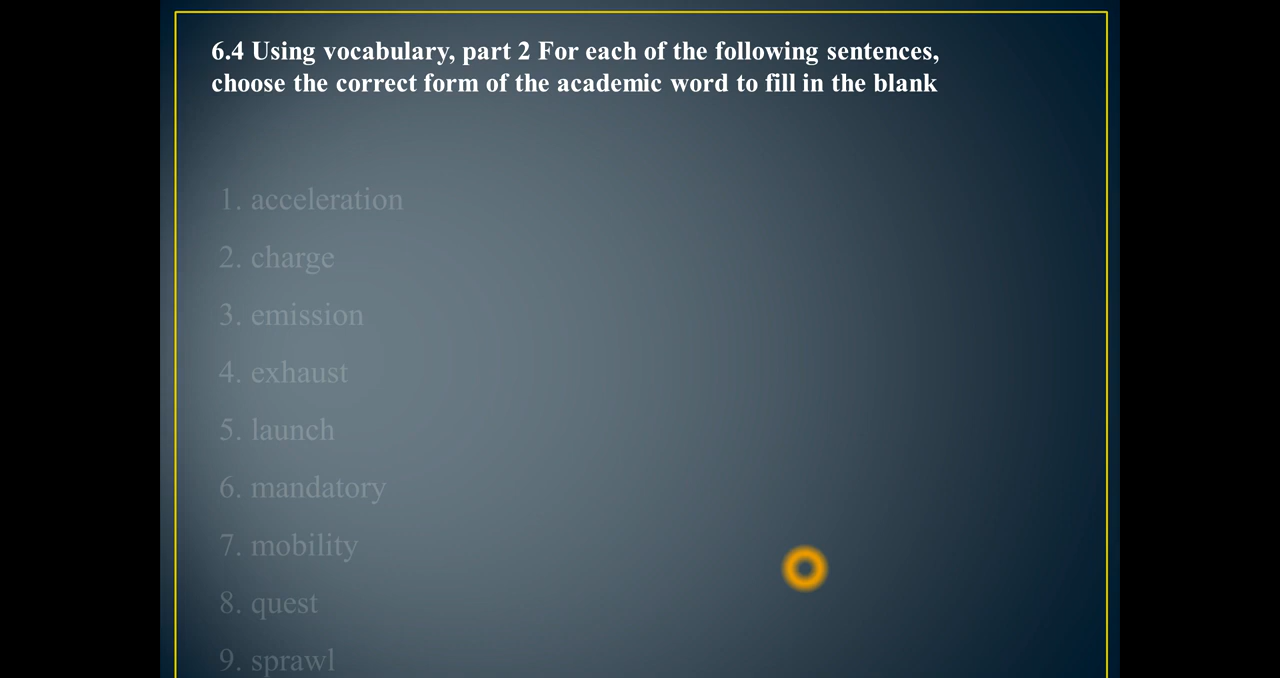 6.4 Using vocabulary, part 2 For each of the following sentences,
choose the correct form of the academic word to fill in the blank
1. acceleration
2. charge
3. emission
4. exhaust
5. launch
6. mandatory
7. mobility
8. quest
9. sprawl